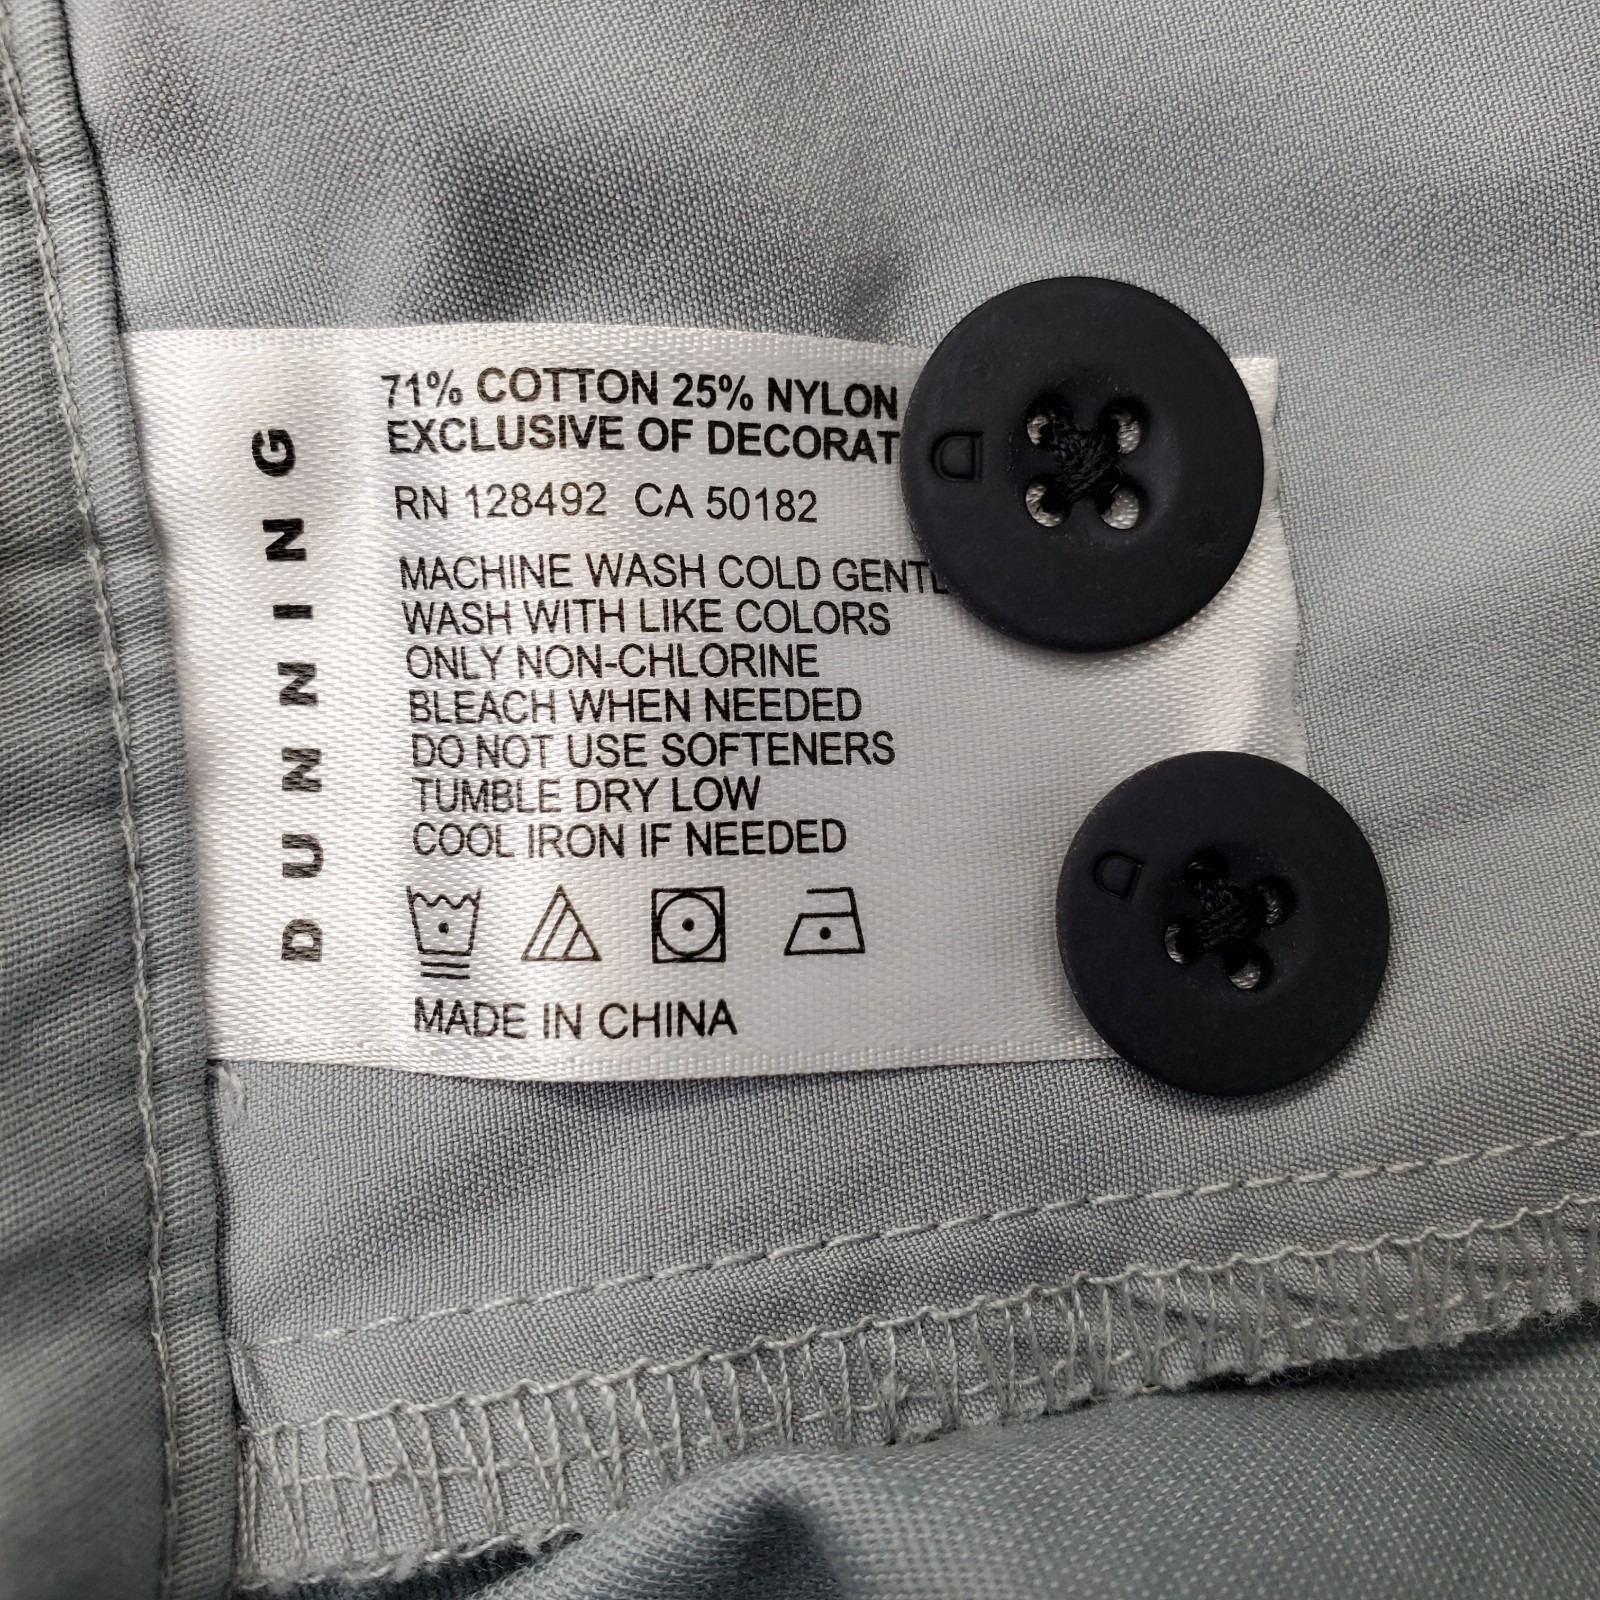 DUNNING
71% COTTON 25% NYLON
EXCLUSIVE OF
RN 128492 CA 50182
MACHINE WASH COLD
WASH WITH LIKE COLORS
ONLY NON-CHLORINE
BLEACH WHEN NEEDED
DO NOT USE SOFTENERS
TUMBLE DRY LOW
COOL IRON IF NEEDED
MADE IN CHINA
D
D